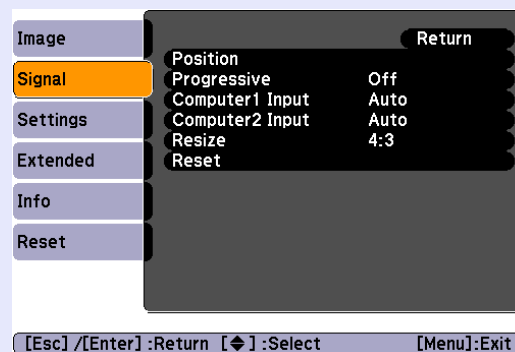 Image
Signal
Settings
Extended
Info
Reset
Return
Position
Progressive Off
Computer1 Input Auto
Computer2 Input Auto
Resize 4:3
Reset
[Esc] /[Enter] :Return [◆] :Select [Menu]:Exit